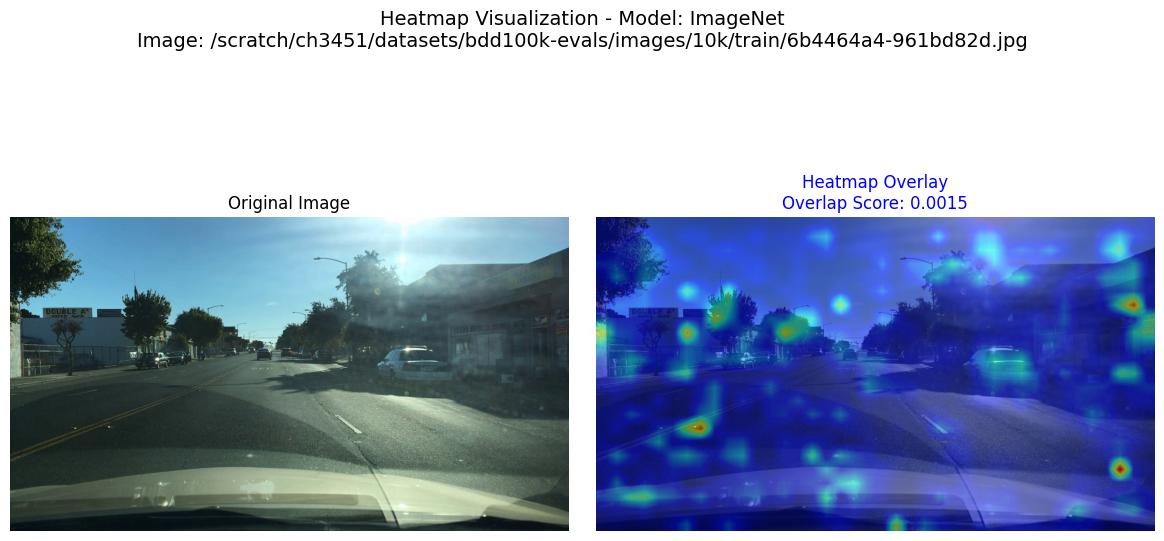 Heatmap Visualization - Model: ImageNet
Image: /scratch/ch3451/datasets/bdd100k-evals/images/10k/train/6b4464a4-961bd82d.jpg
Original Image
Heatmap Overlay
Overlap Score: 0.0015
DOUBLE A